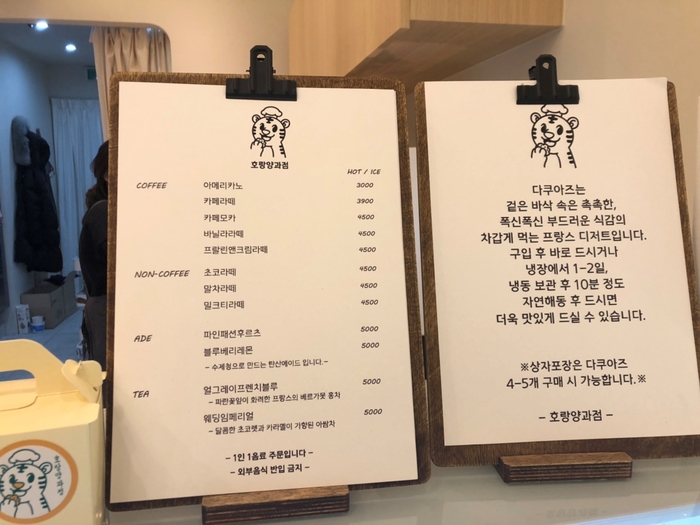 호랑양과점
HOT / ICE
COFFEE 아메리카노 3000
카페라떼 3900
카페모카 4500
바닐라라떼 4500
프랄린앤크림라떼 4500
NON-COFFEE 초코라떼 4500
말차라떼 4500
밀크티라떼 4500
ADE 파인패션후르츠 5000
블루베리레몬 5000
- 수제청으로 만드는 탄산에이드 입니다.-
TEA 얼그레이프렌치블루 5000
- 파란꽃잎이 화려한 프랑스의 베르가못 홍차
웨딩임페리얼 5000
- 달콤한 초코렛과 카라멜이 가향된 아쌈차
- 1인 1음료 주문입니다 -
- 외부음식 반입 금지 -
다쿠아즈는
겉은 바삭 속은 촉촉한,
폭신폭신 부드러운 식감의
차갑게 먹는 프랑스 디저트입니다.
구입 후 바로 드시거나
냉장에서 1-2일,
냉동 보관 후 10분 정도
자연해동 후 드시면
더욱 맛있게 드실 수 있습니다.
※상자포장은 다쿠아즈
4-5개 구매 시 가능합니다.※
- 호랑양과점 -
호랑양과점